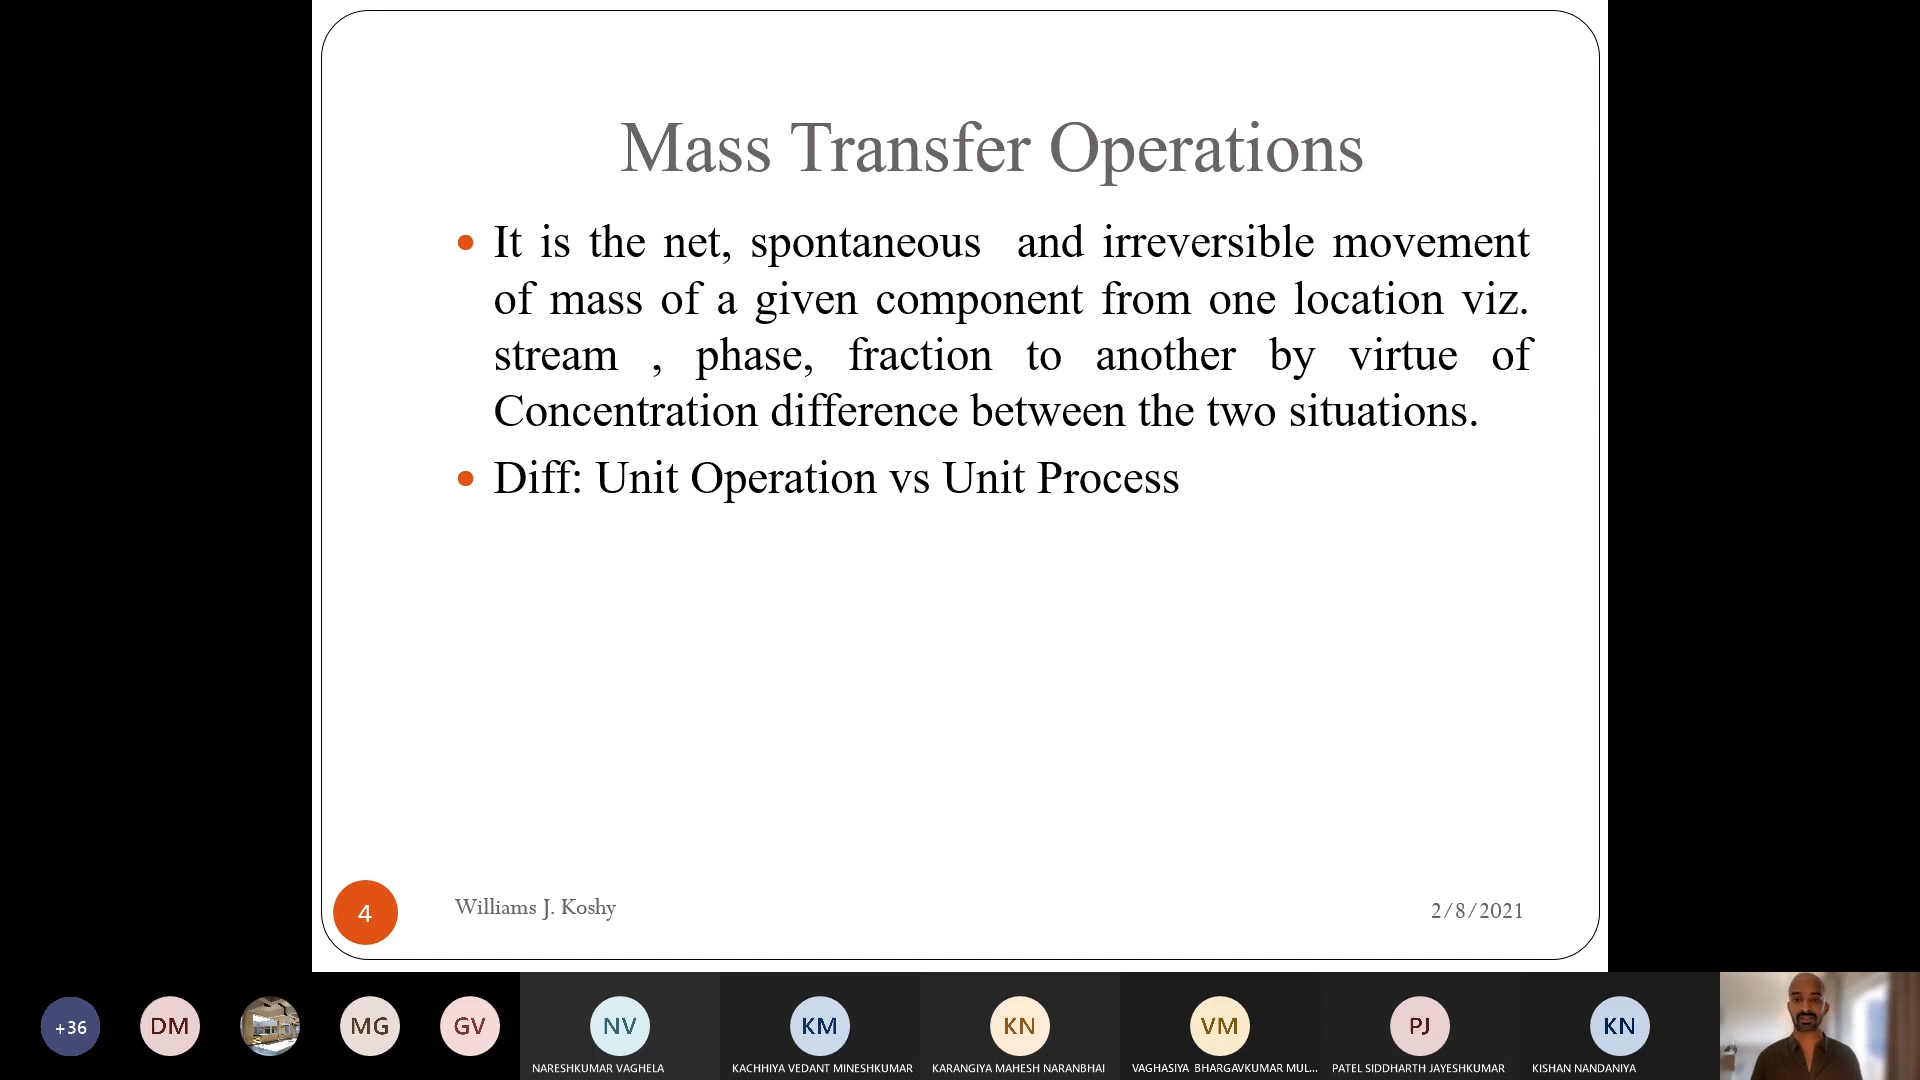 Mass Transfer Operations
• It is the net, spontaneous and irreversible movement
of mass of a given component from one location viz.
stream , phase, fraction to another by virtue of
Concentration difference between the two situations.
• Diff: Unit Operation vs Unit Process
4
Williams J. Koshy
2/8/2021
+36
DM
MG
GV
NV
KM
KN
VM
PJ
KN
NARESHKUMAR VAGHELA
KACHHIYA VEDANT MINESHKUMAR
KARANGIYA MAHESH NARANBHAI
VAGHASIYA BHARGAVKUMAR MUL...
PATEL SIDDHARTH JAYESHKUMAR
KISHAN NANDANIYA